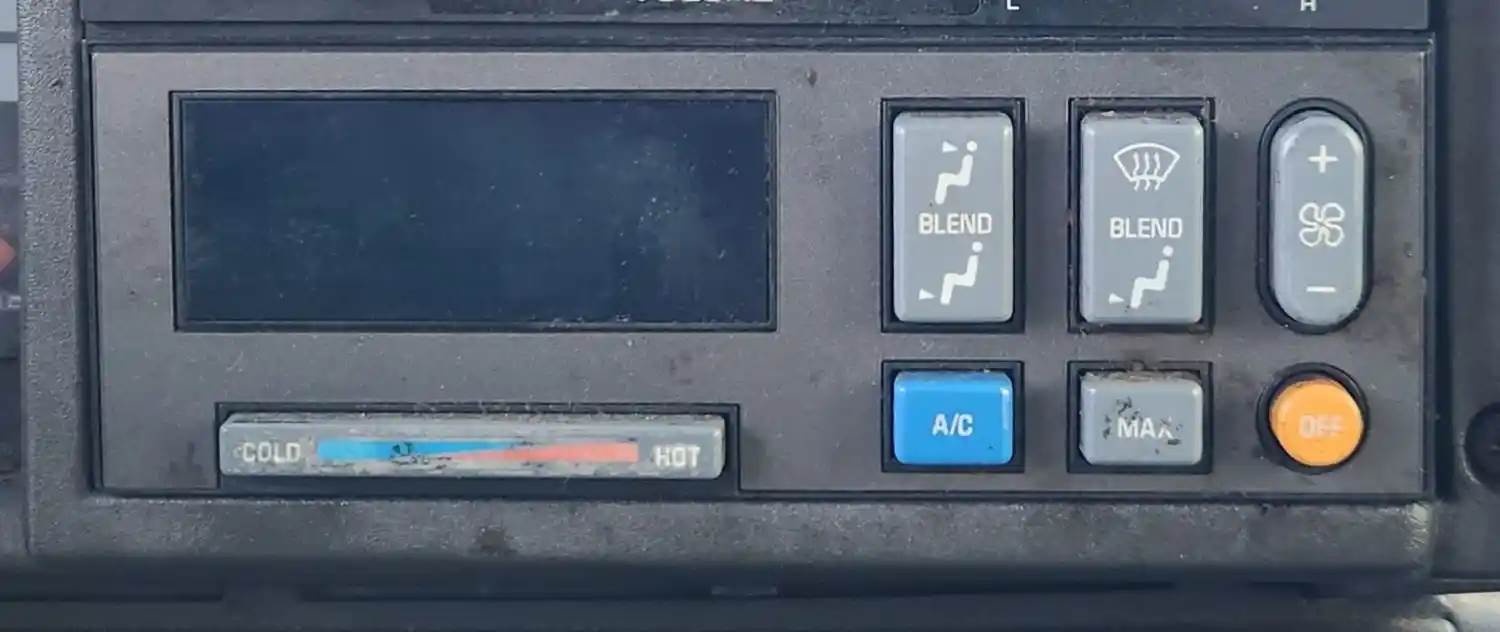 L H
BLEND BLEND
+
−
COLD HOT
A/C MAX OFF